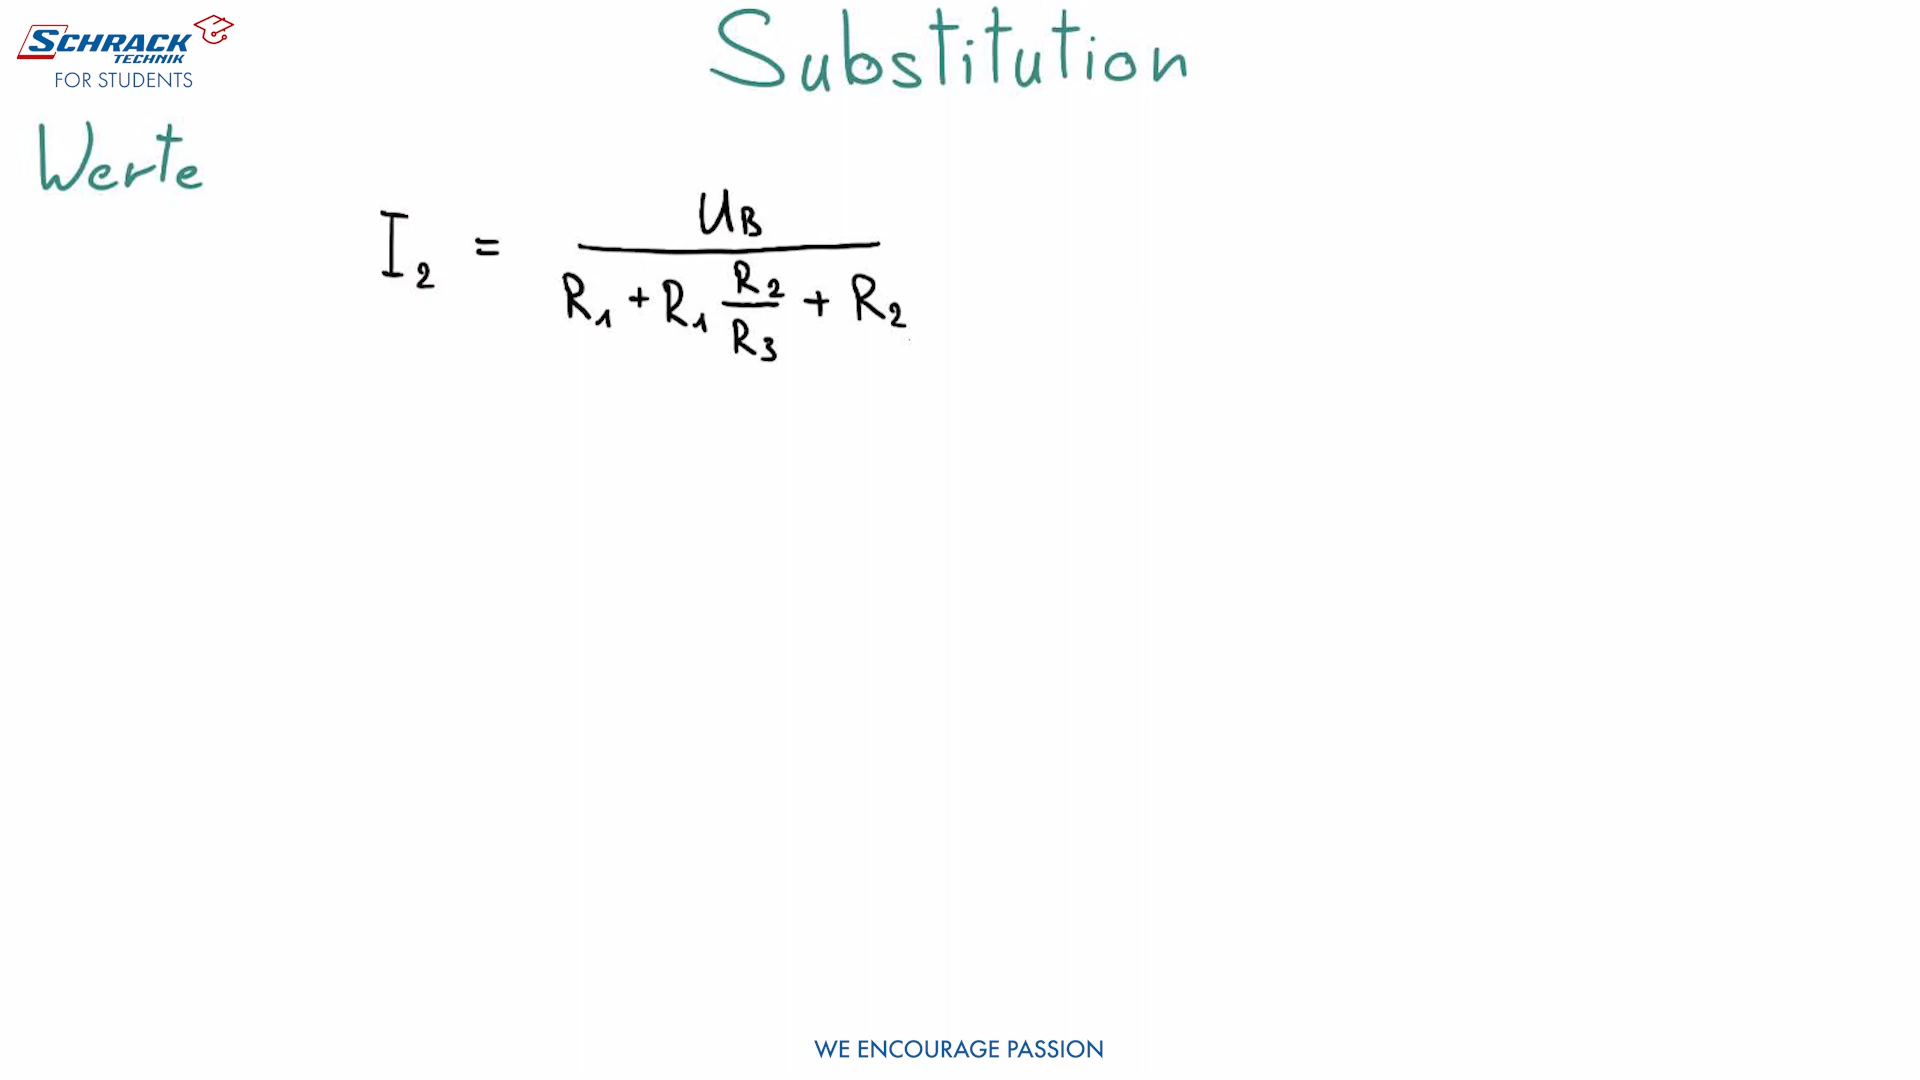 SCHRACK
TECHNIK
FOR STUDENTS
Substitution
Werte
I₂ = U_B / (R₁ + R₁ R₂/R₃ + R₂)
WE ENCOURAGE PASSION